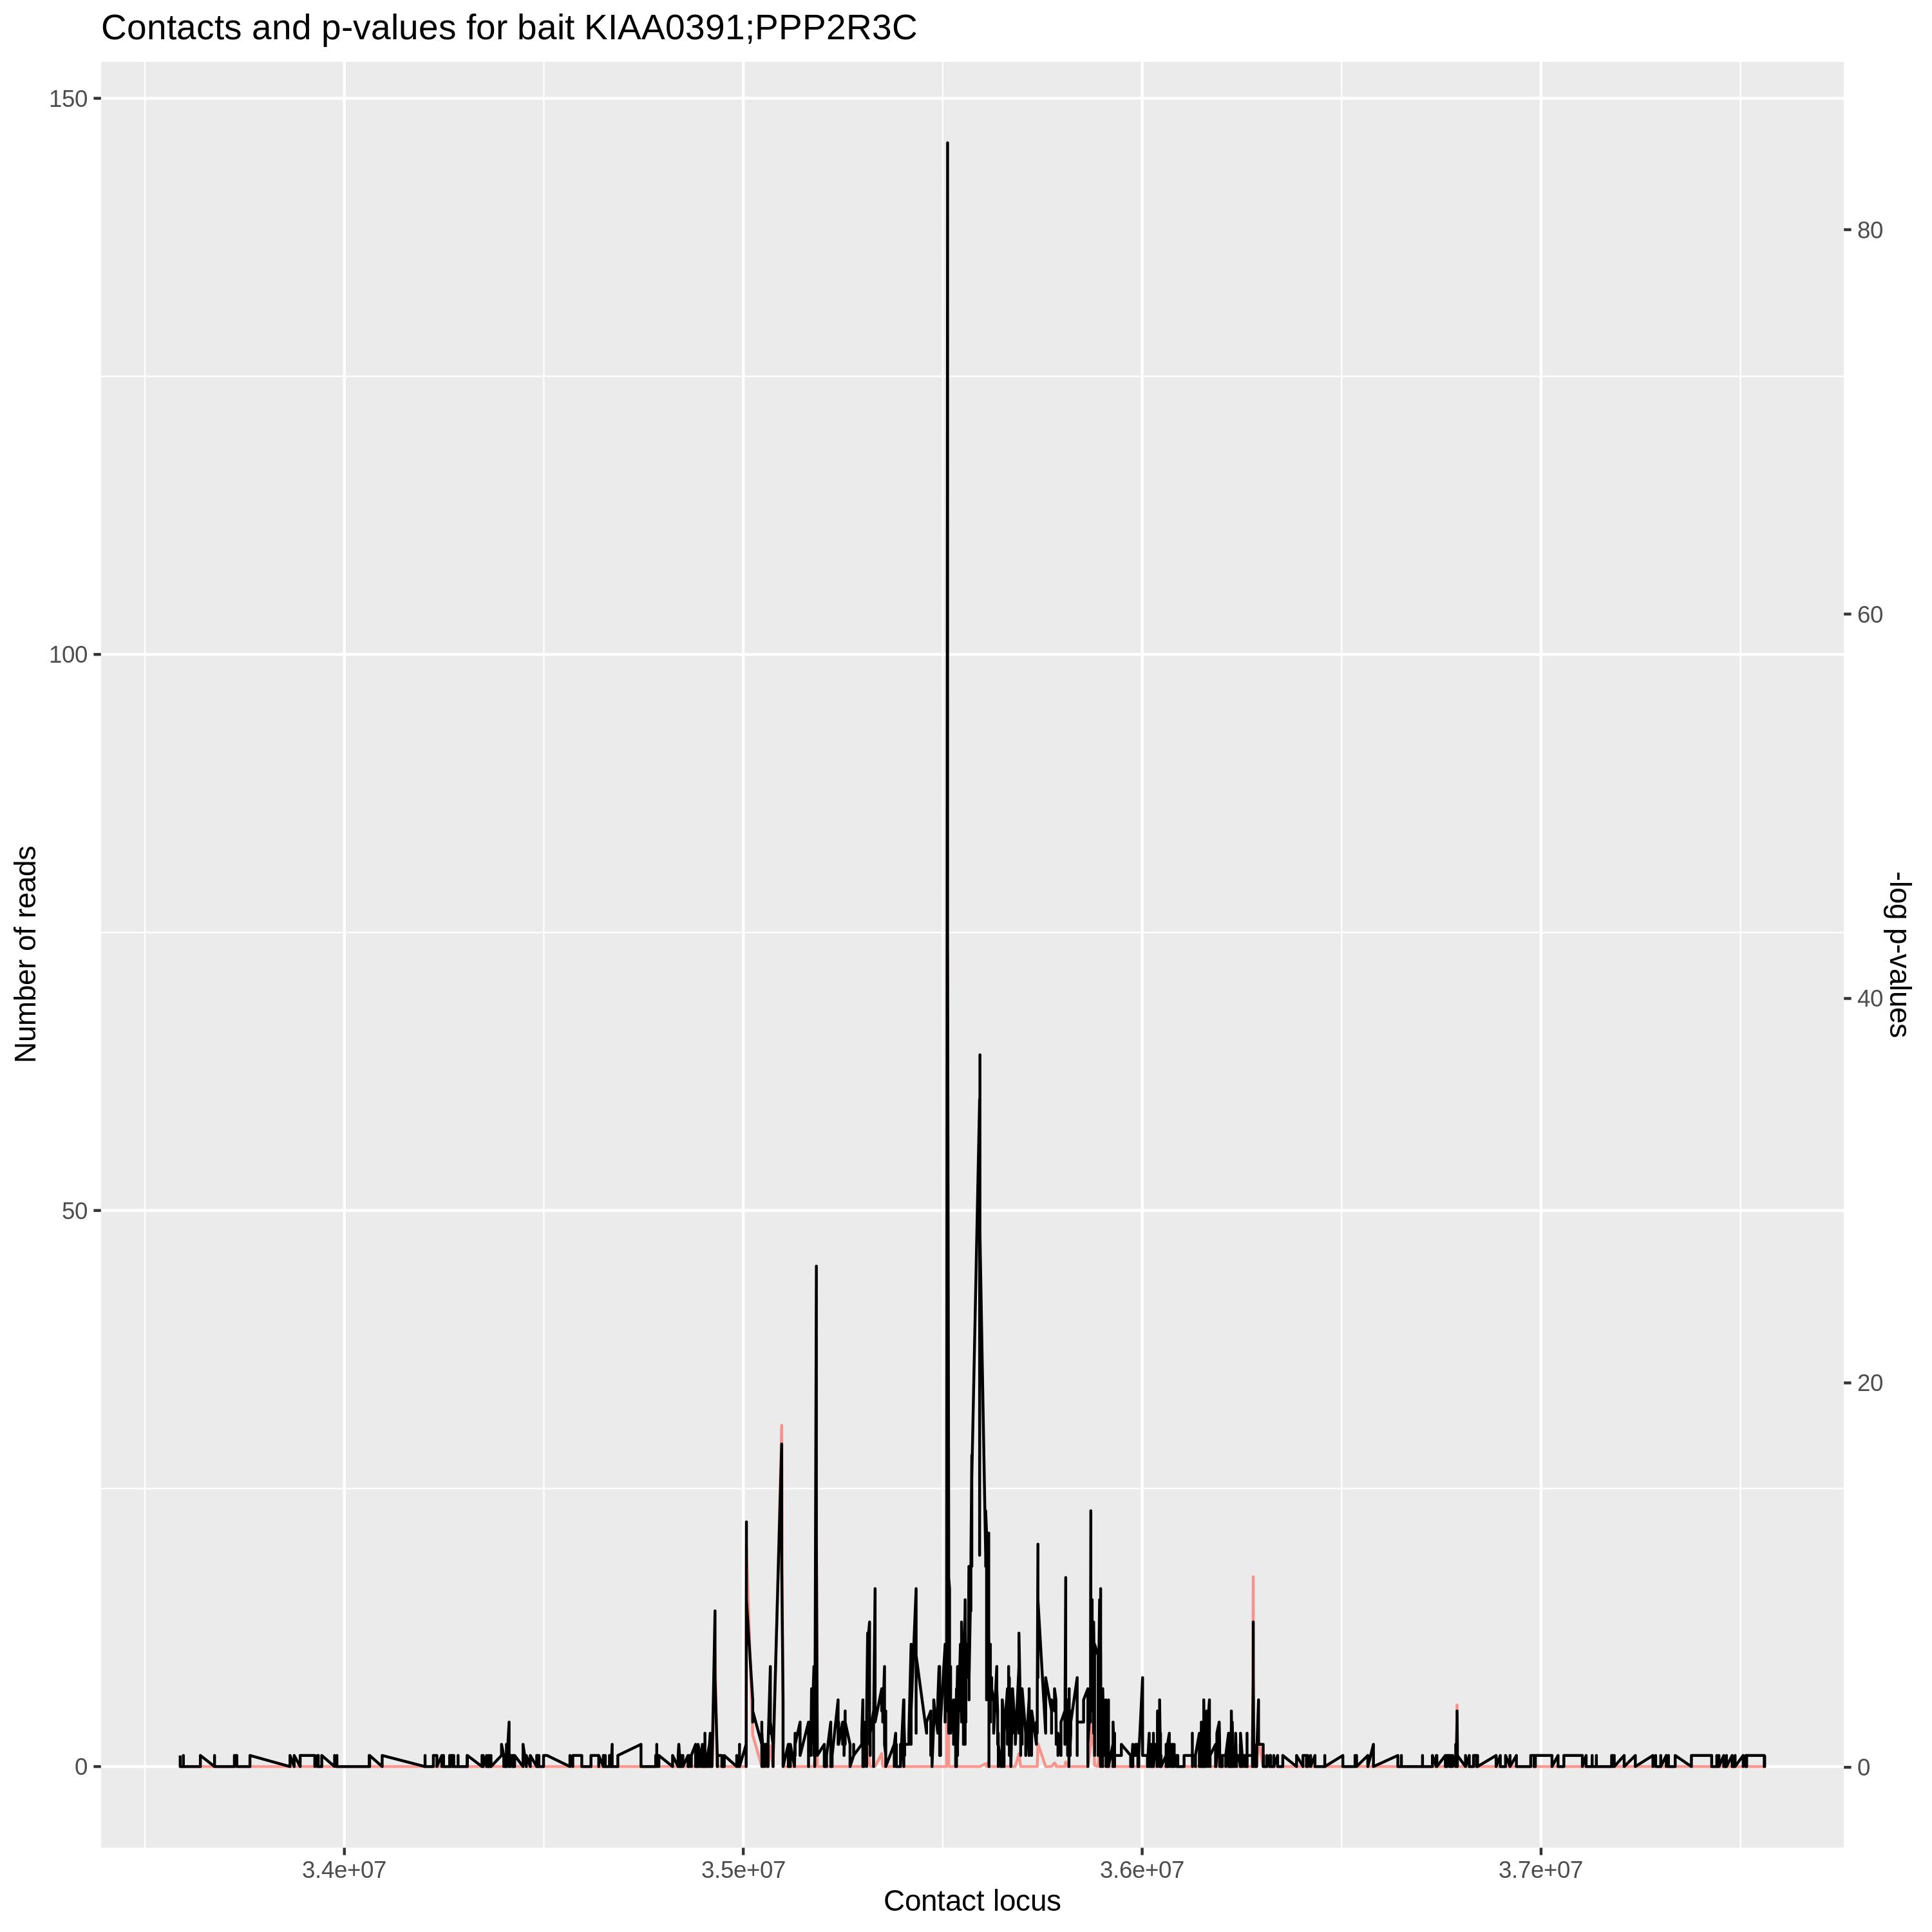 Contacts and p-values for bait KIAA0391;PPP2R3C
150
100
50
0
Number of reads
80
60
40
20
0
-log p-values
3.4e+07
3.5e+07
3.6e+07
3.7e+07
Contact locus